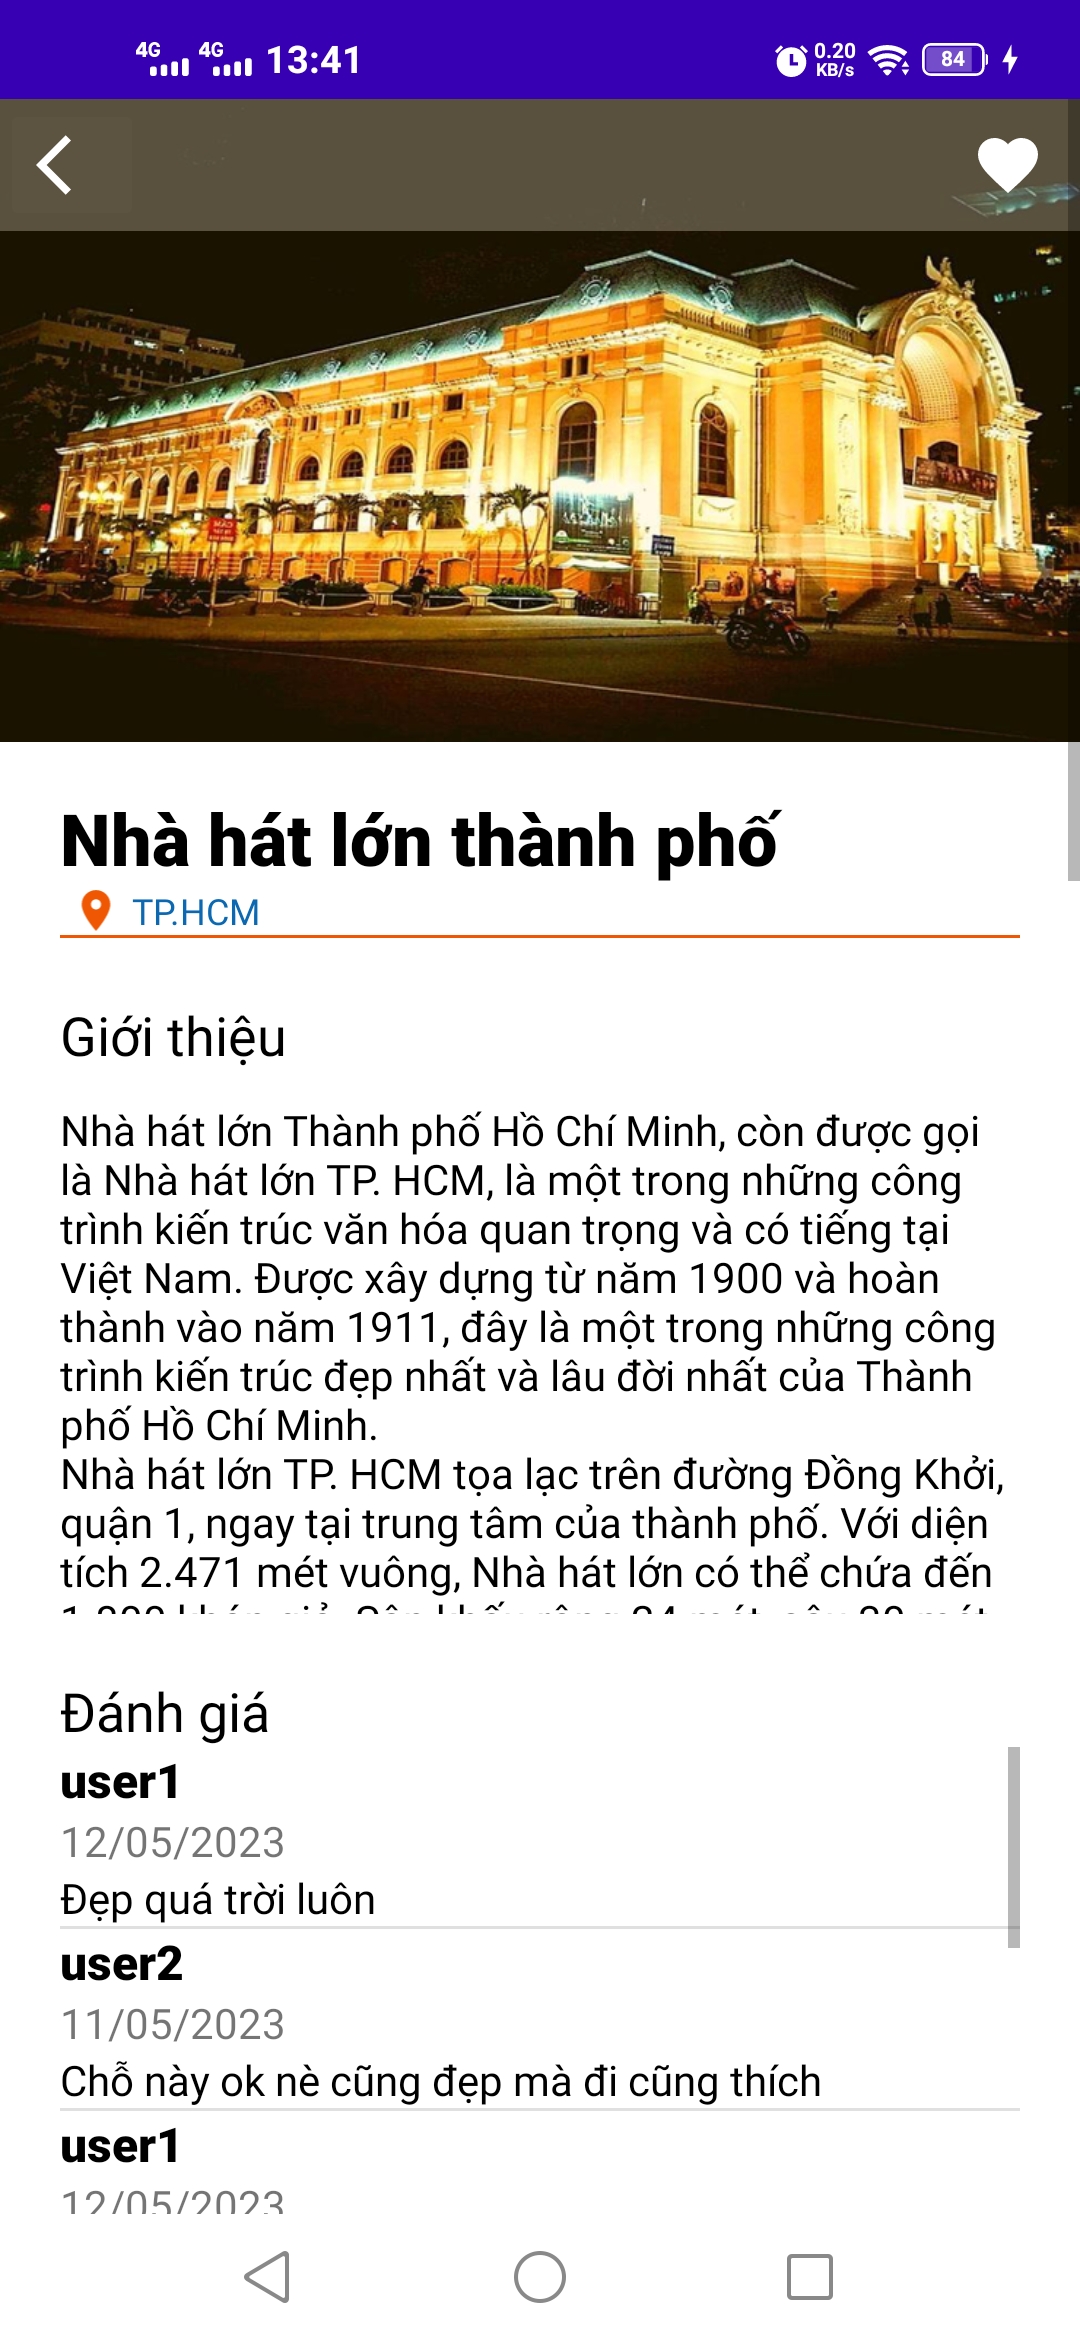 4G 4G 13:41 0.20 KB/s 84
Nhà hát lớn thành phố
TP.HCM
Giới thiệu
Nhà hát lớn Thành phố Hồ Chí Minh, còn được gọi
là Nhà hát lớn TP. HCM, là một trong những công
trình kiến trúc văn hóa quan trọng và có tiếng tại
Việt Nam. Được xây dựng từ năm 1900 và hoàn
thành vào năm 1911, đây là một trong những công
trình kiến trúc đẹp nhất và lâu đời nhất của Thành
phố Hồ Chí Minh.
Nhà hát lớn TP. HCM tọa lạc trên đường Đồng Khởi,
quận 1, ngay tại trung tâm của thành phố. Với diện
tích 2.471 mét vuông, Nhà hát lớn có thể chứa đến
Đánh giá
user1
12/05/2023
Đẹp quá trời luôn
user2
11/05/2023
Chỗ này ok nè cũng đẹp mà đi cũng thích
user1
12/05/2023